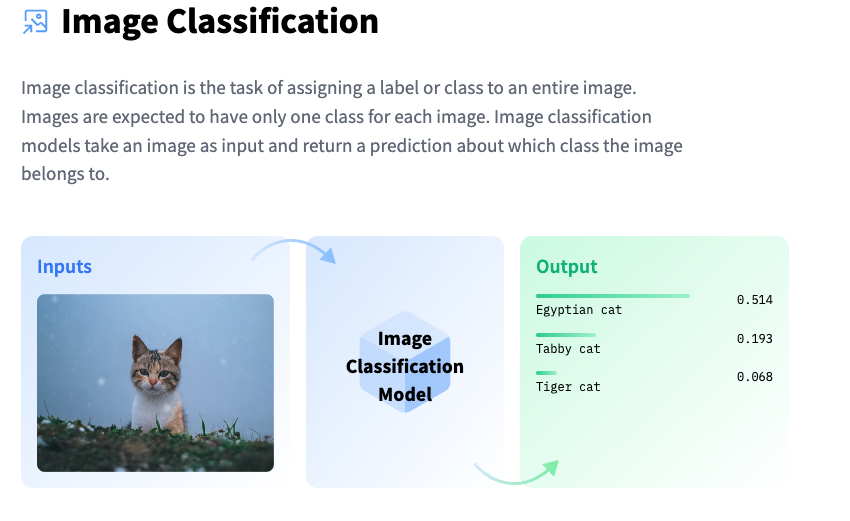 Image Classification
Image classification is the task of assigning a label or class to an entire image.
Images are expected to have only one class for each image. Image classification
models take an image as input and return a prediction about which class the image
belongs to.
Inputs
Image
Classification
Model
Output
Egyptian cat 0.514
Tabby cat 0.193
Tiger cat 0.068